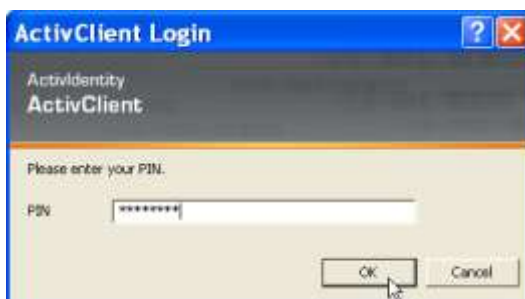 ActivClient Login
ActivIdentity
ActivClient
Please enter your PIN.
PIN ********
OK Cancel